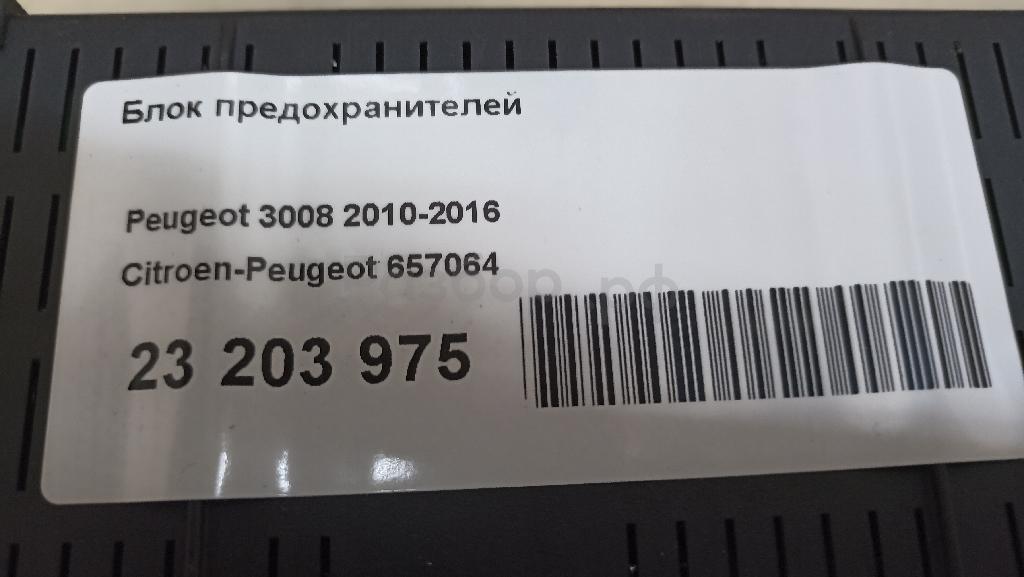 Блок предохранителей
Peugeot 3008 2010-2016
Citroen-Peugeot 657064
23 203 975